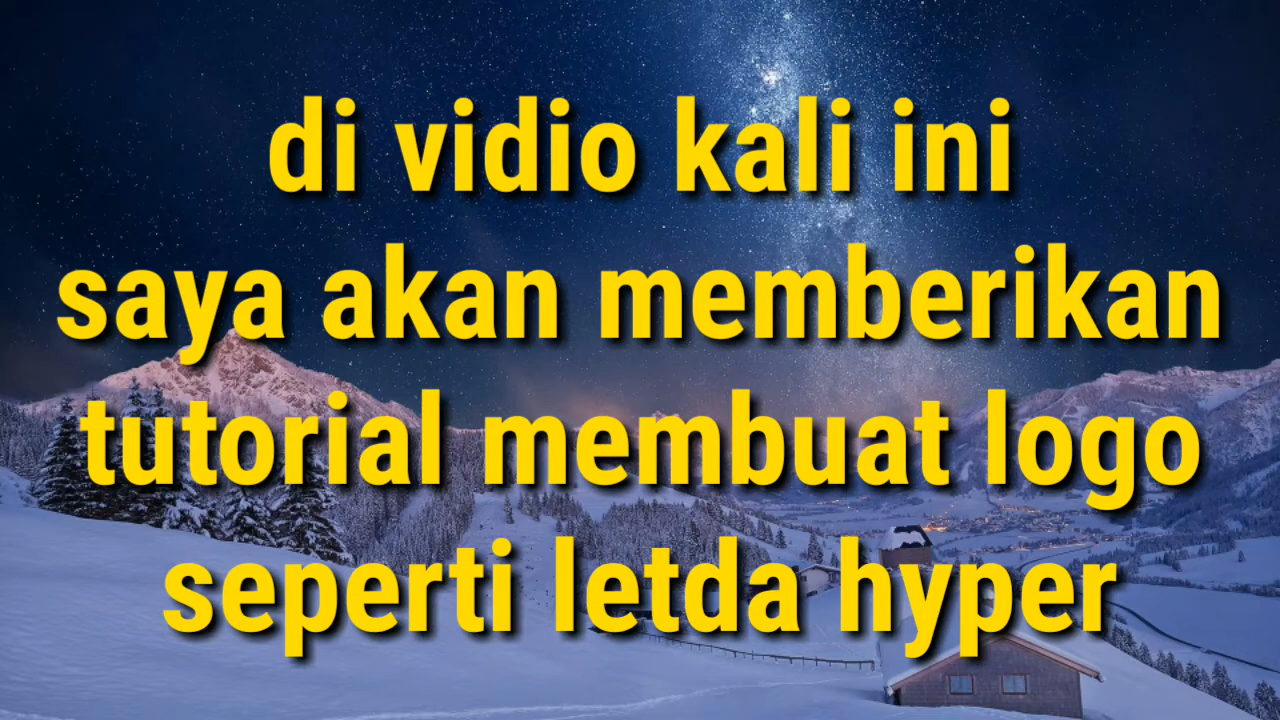 di vidio kali ini
saya akan memberikan
tutorial membuat logo
seperti letda hyper